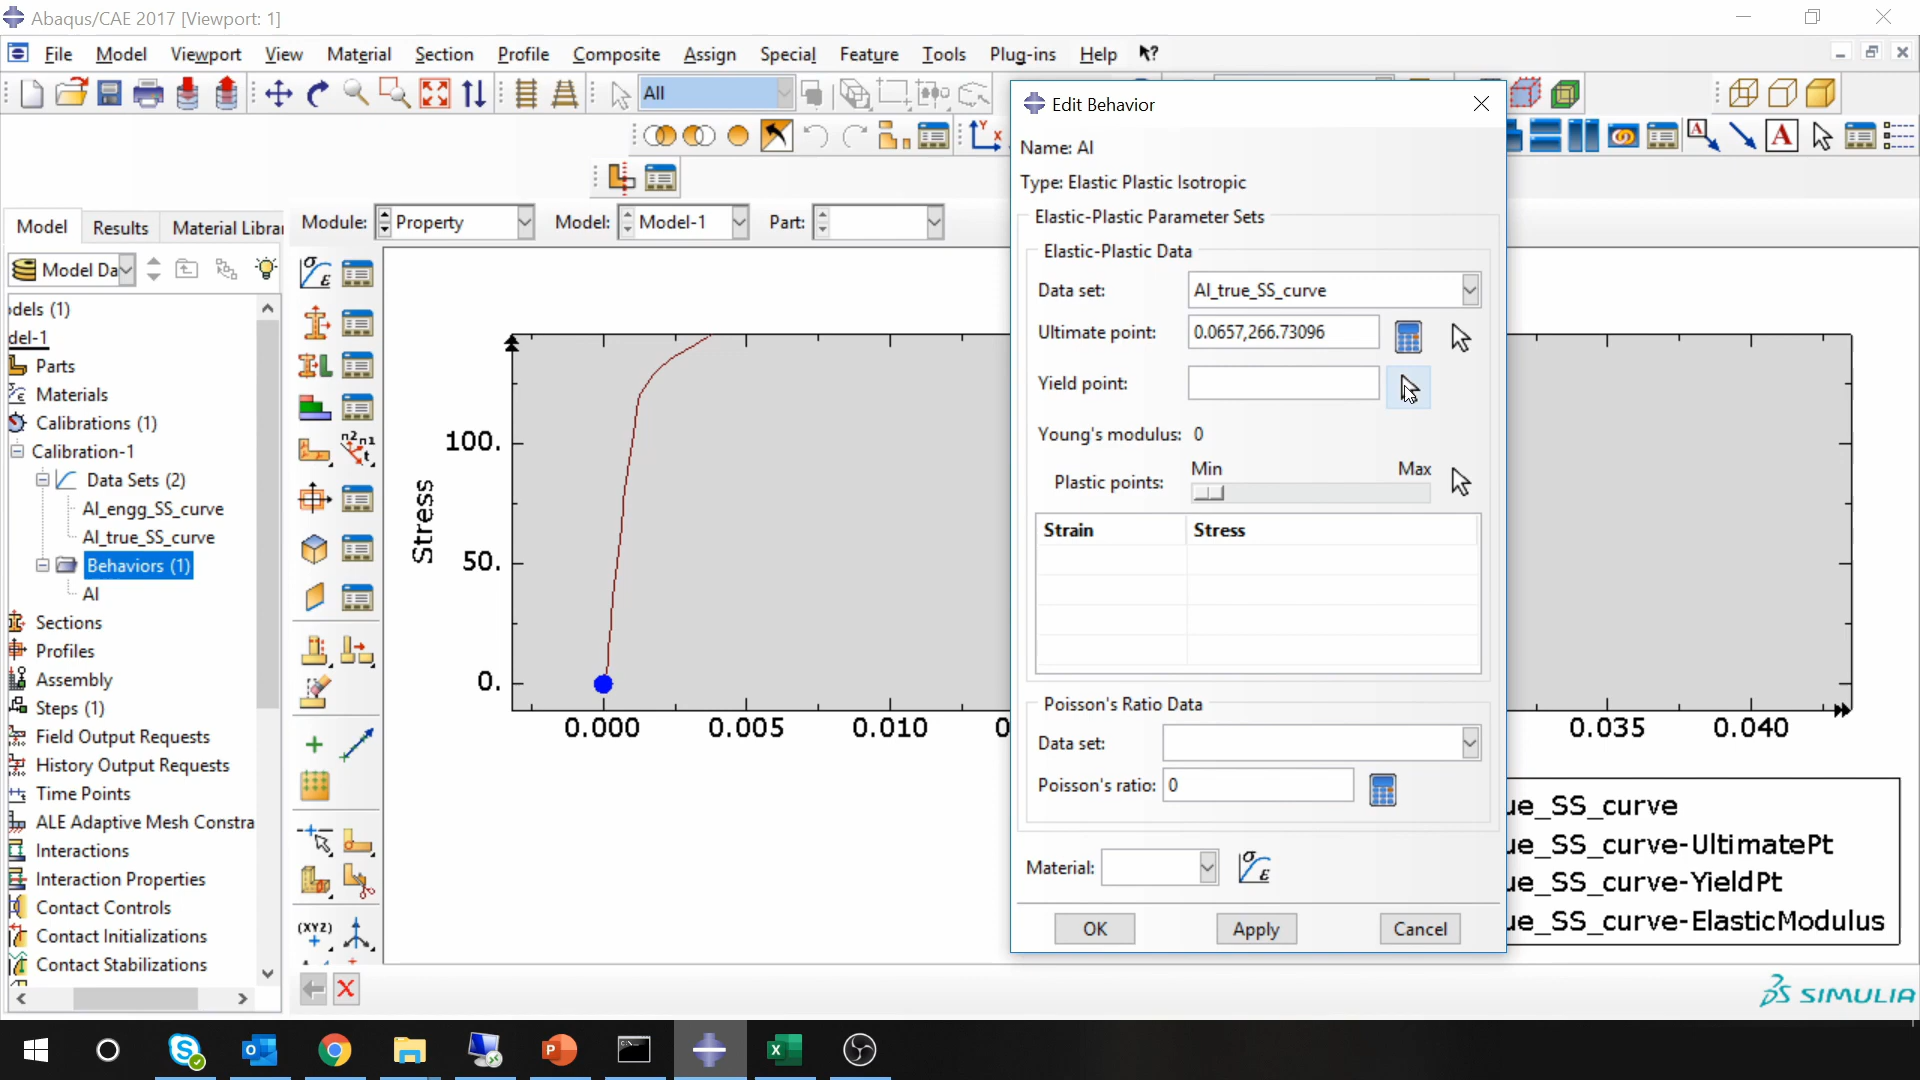 Abaqus/CAE 2017 [Viewport: 1]
File Model Viewport View Material Section Profile Composite Assign Special Feature Tools Plug-ins Help
All
Edit Behavior
Name: Al
Type: Elastic Plastic Isotropic
Elastic-Plastic Parameter Sets
Elastic-Plastic Data
Data set: Al_true_SS_curve
Ultimate point: 0.0657,266.73096
Yield point:
Young's modulus: 0
Plastic points: Min Max
Strain Stress
Poisson's Ratio Data
Data set:
Poisson's ratio: 0
Material:
OK Apply Cancel
Model Results Material Librar
Module: Property Model: Model-1 Part:
Model Da
dels (1)
del-1
Parts
Materials
Calibrations (1)
Calibration-1
Data Sets (2)
Al_engg_SS_curve
Al_true_SS_curve
Behaviors (1)
Al
Sections
Profiles
Assembly
Steps (1)
Field Output Requests
History Output Requests
Time Points
ALE Adaptive Mesh Constra
Interactions
Interaction Properties
Contact Controls
Contact Initializations
Contact Stabilizations
(XYZ)
Stress
100.
50.
0.
0.000 0.005 0.010 0 0.035 0.040
ue_SS_curve
ue_SS_curve-UltimatePt
ue_SS_curve-YieldPt
ue_SS_curve-ElasticModulus
SIMULIA